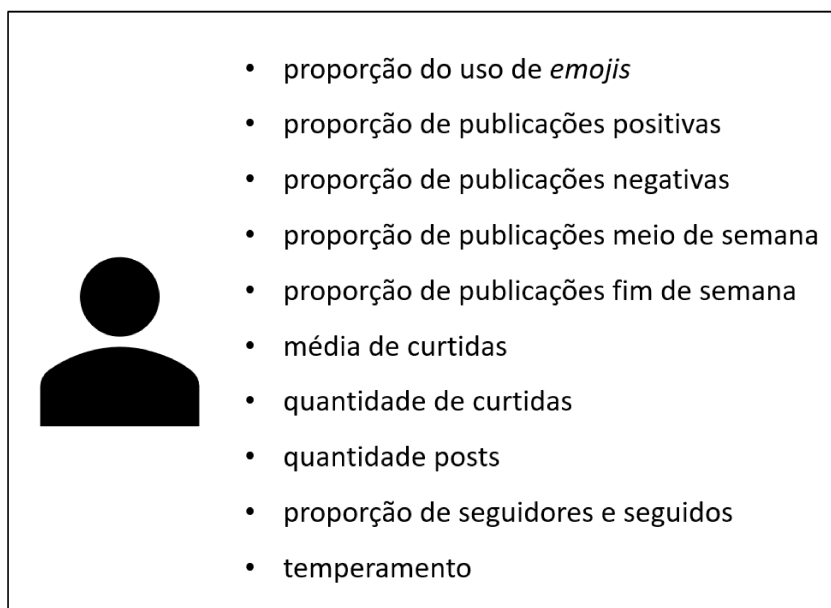 • proporção do uso de emojis
• proporção de publicações positivas
• proporção de publicações negativas
• proporção de publicações meio de semana
• proporção de publicações fim de semana
• média de curtidas
• quantidade de curtidas
• quantidade posts
• proporção de seguidores e seguidos
• temperamento